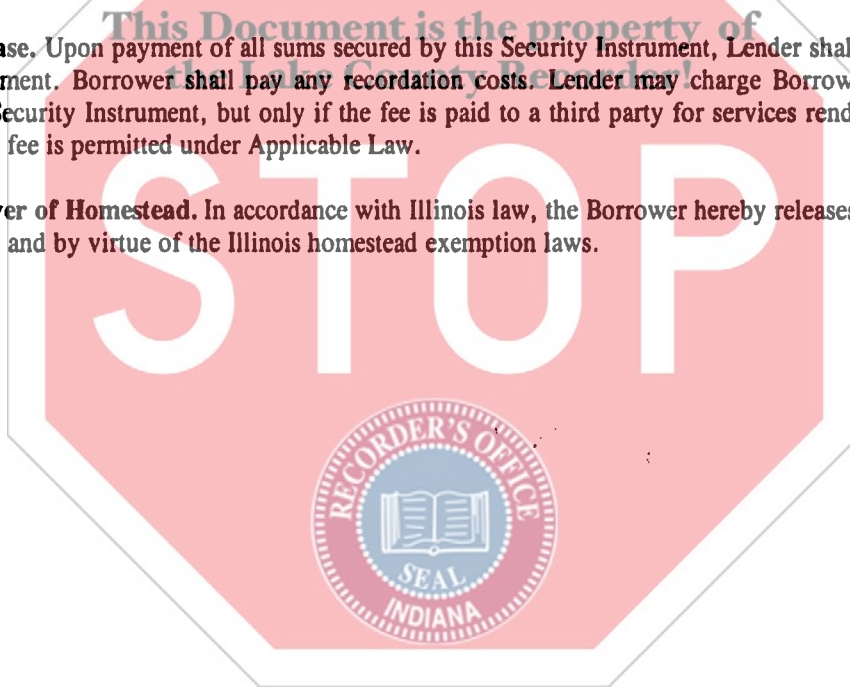 This Document is the property of
ase. Upon payment of all sums secured by this Security Instrument, Lender shal
the Lake County Recorder!
ment. Borrower shall pay any recordation costs. Lender may charge Borrow
Security Instrument, but only if the fee is paid to a third party for services rend
fee is permitted under Applicable Law.
er of Homestead. In accordance with Illinois law, the Borrower hereby releases
and by virtue of the Illinois homestead exemption laws.
STOP
RECORDER'S OFFICE
SEAL
INDIANA